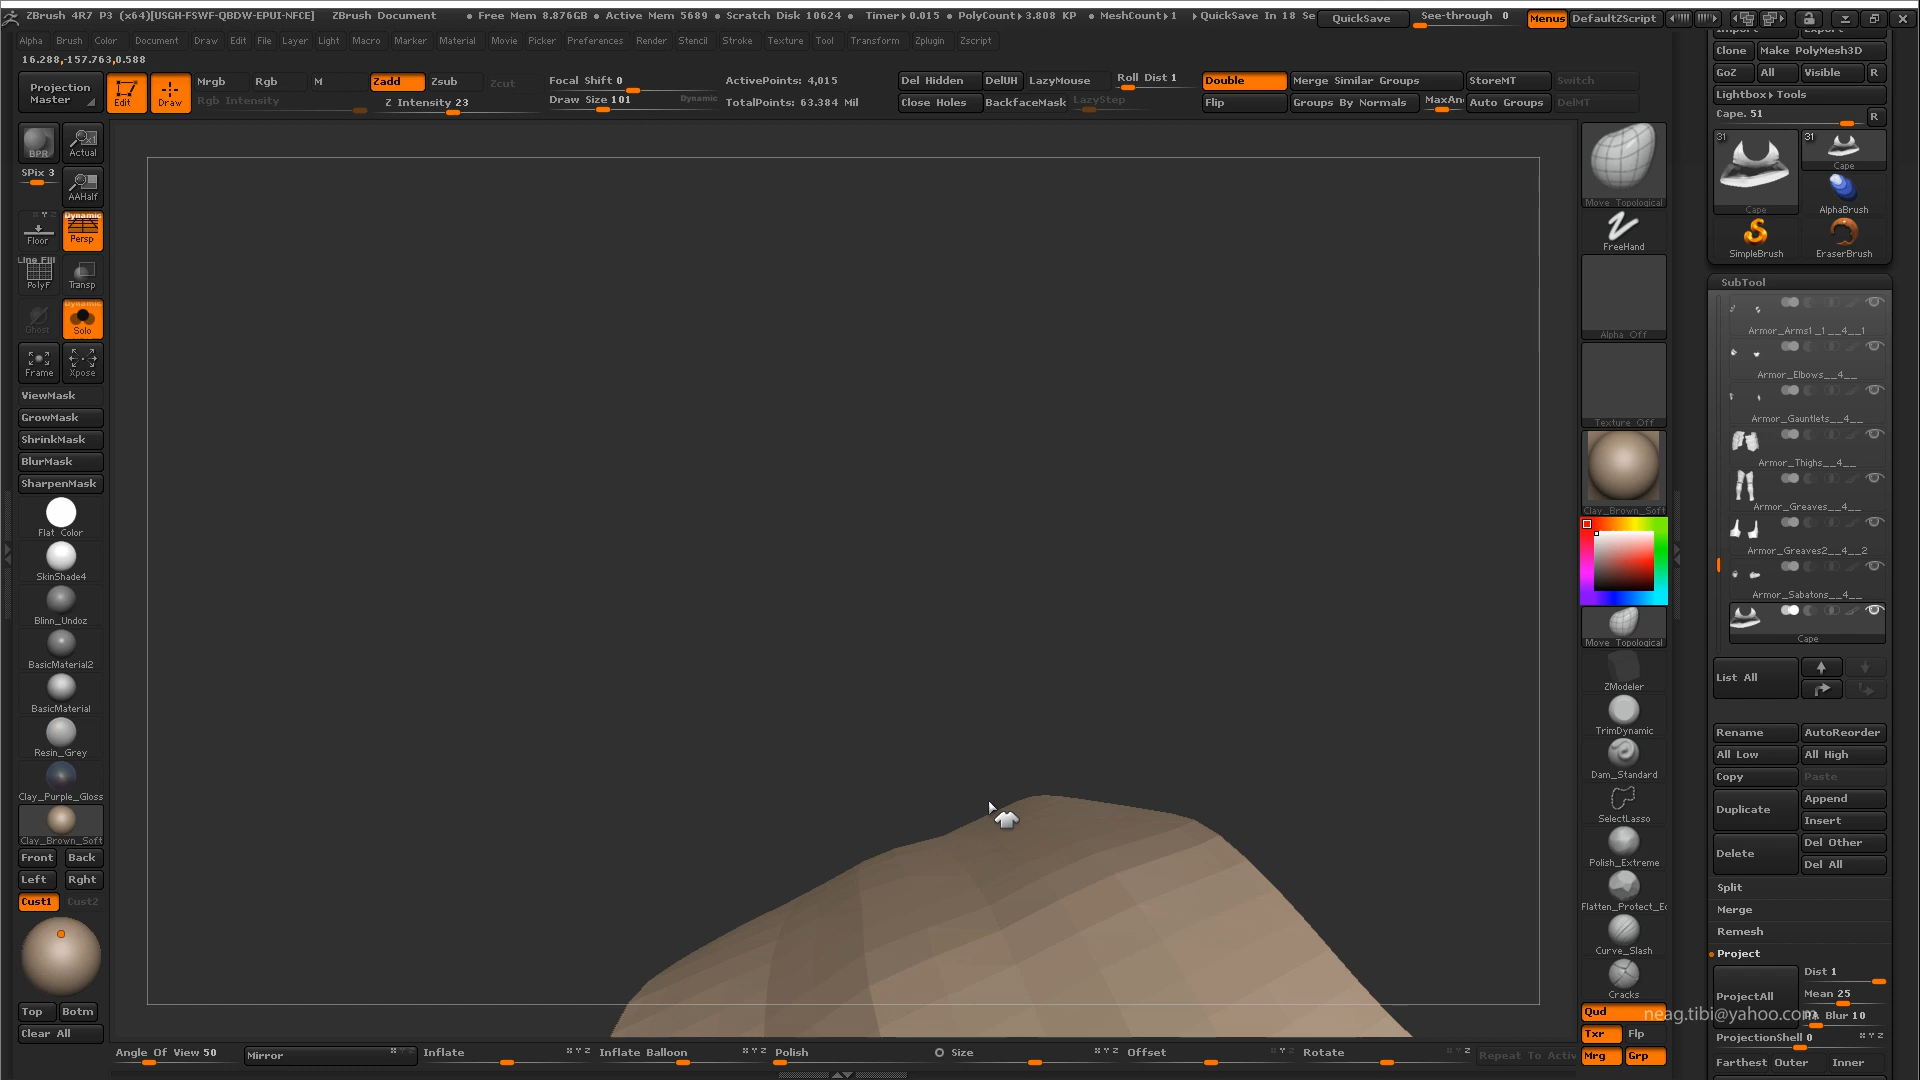 ZBrush 4R7 P3 (x64)[USGH-FSWF-QBDW-EPUI-NFCE] ZBrush Document ● Free Mem 8.876GB ● Active Mem 5689 ● Scratch Disk 10624 ● Timer▸0.015 ● PolyCount▸3.808 KP ● MeshCount▸1 ▸QuickSave In 18 Se QuickSave See-through 0 Menus DefaultZScript
Alpha Brush Color Document Draw Edit File Layer Light Macro Marker Material Movie Picker Preferences Render Stencil Stroke Texture Tool Transform Zplugin Zscript
16.288,-157.763,0.588
Projection Master
Edit
Draw
Mrgb Rgb M Zadd Zsub Zcut
Rgb Intensity
Z Intensity 23
Focal Shift 0
Draw Size 101 Dynamic
ActivePoints: 4,015
TotalPoints: 63.384 Mil
Del Hidden DelUH LazyMouse Roll Dist 1
Close Holes BackfaceMask LazyStep
Double Merge Similar Groups StoreMT Switch
Flip Groups By Normals MaxAn Auto Groups DelMT
BPR Actual
SPix 3
AAHalf
Floor
Dynamic
Persp
Line Fill
PolyF Transp
Ghost
Dynamic
Solo
Frame Xpose
ViewMask
GrowMask
ShrinkMask
BlurMask
SharpenMask
Flat Color
SkinShade4
Blinn_Undoz
BasicMaterial2
BasicMaterial
Resin_Grey
Clay_Purple_Gloss
Clay_Brown_Soft
Front Back
Left Rght
Cust1 Cust2
Top Botm
Clear All
Angle Of View 50 Mirror Inflate Inflate Balloon Polish Size Offset Rotate Repeat To Activ
Move Topological
FreeHand
Alpha Off
Texture Off
Clay_Brown_Soft
Move Topological
ZModeler
TrimDynamic
Dam_Standard
SelectLasso
Polish_Extreme
Flatten_Protect_Ed
Curve_Slash
Cracks
Qud
Txr Flp
Mrg Grp
Clone Make PolyMesh3D
GoZ All Visible R
Lightbox▸Tools
Cape. 51 R
31
31
Cape
Cape
AlphaBrush
SimpleBrush EraserBrush
SubTool
Armor_Arms1_1__4__1
Armor_Elbows__4__
Armor_Gauntlets__4__
Armor_Thighs__4__
Armor_Greaves__4__
Armor_Greaves2__4__2
Armor_Sabatons__4__
Cape
List All
Rename AutoReorder
All Low All High
Copy Paste
Duplicate Append
Insert
Delete Del Other
Del All
Split
Merge
Remesh
Project
ProjectAll Dist 1
Mean 25
PA Blur 10
neag.tibi@yahoo.com
ProjectionShell 0
Farthest Outer Inner